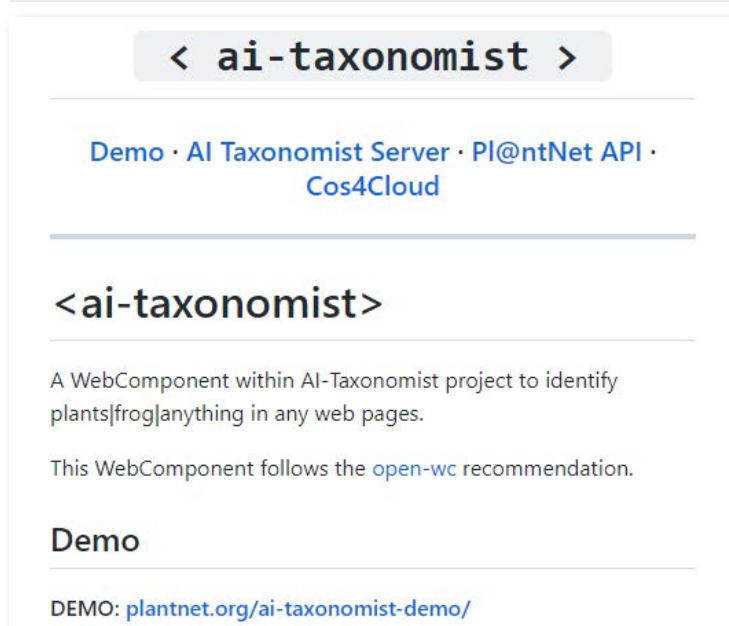 < ai-taxonomist >
Demo · AI Taxonomist Server · Pl@ntNet API ·
Cos4Cloud
<ai-taxonomist>
A WebComponent within AI-Taxonomist project to identify
plants|frog|anything in any web pages.
This WebComponent follows the open-wc recommendation.
Demo
DEMO: plantnet.org/ai-taxonomist-demo/